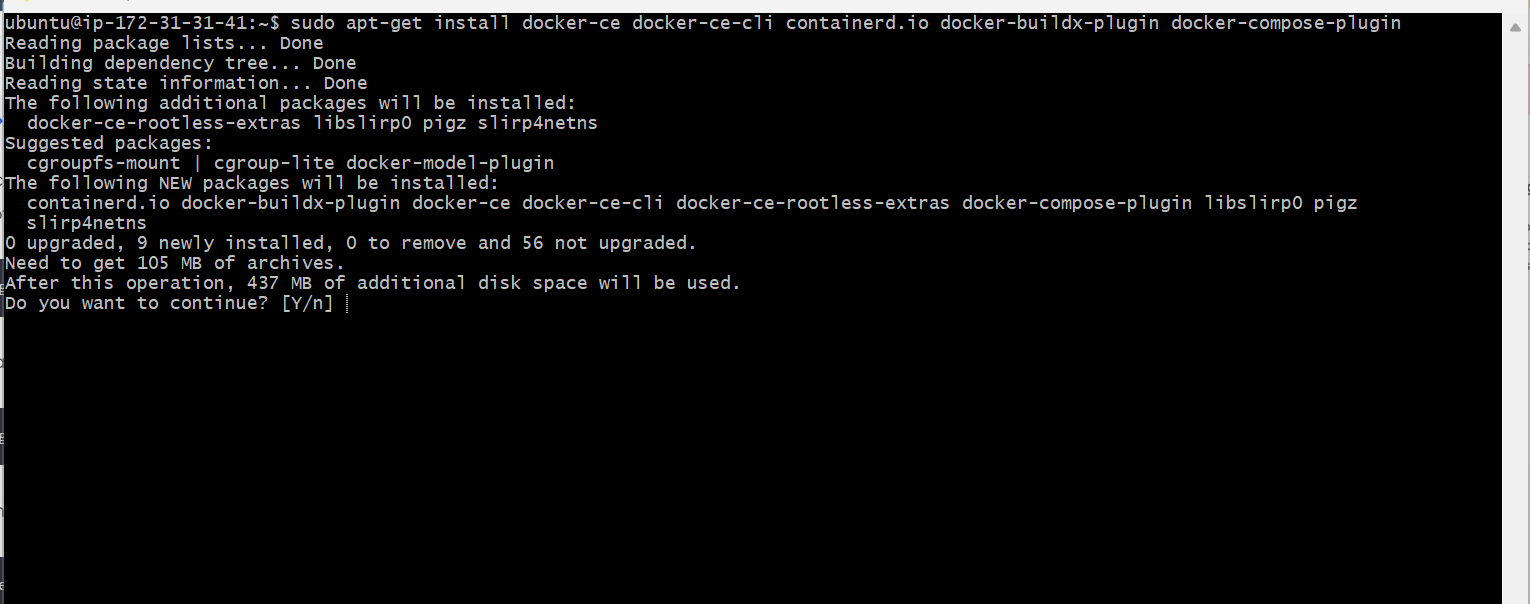 ubuntu@ip-172-31-31-41:~$ sudo apt-get install docker-ce docker-ce-cli containerd.io docker-buildx-plugin docker-compose-plugin
Reading package lists... Done
Building dependency tree... Done
Reading state information... Done
The following additional packages will be installed:
  docker-ce-rootless-extras libslirp0 pigz slirp4netns
Suggested packages:
  cgroupfs-mount | cgroup-lite docker-model-plugin
The following NEW packages will be installed:
  containerd.io docker-buildx-plugin docker-ce docker-ce-cli docker-ce-rootless-extras docker-compose-plugin libslirp0 pigz
  slirp4netns
0 upgraded, 9 newly installed, 0 to remove and 56 not upgraded.
Need to get 105 MB of archives.
After this operation, 437 MB of additional disk space will be used.
Do you want to continue? [Y/n]